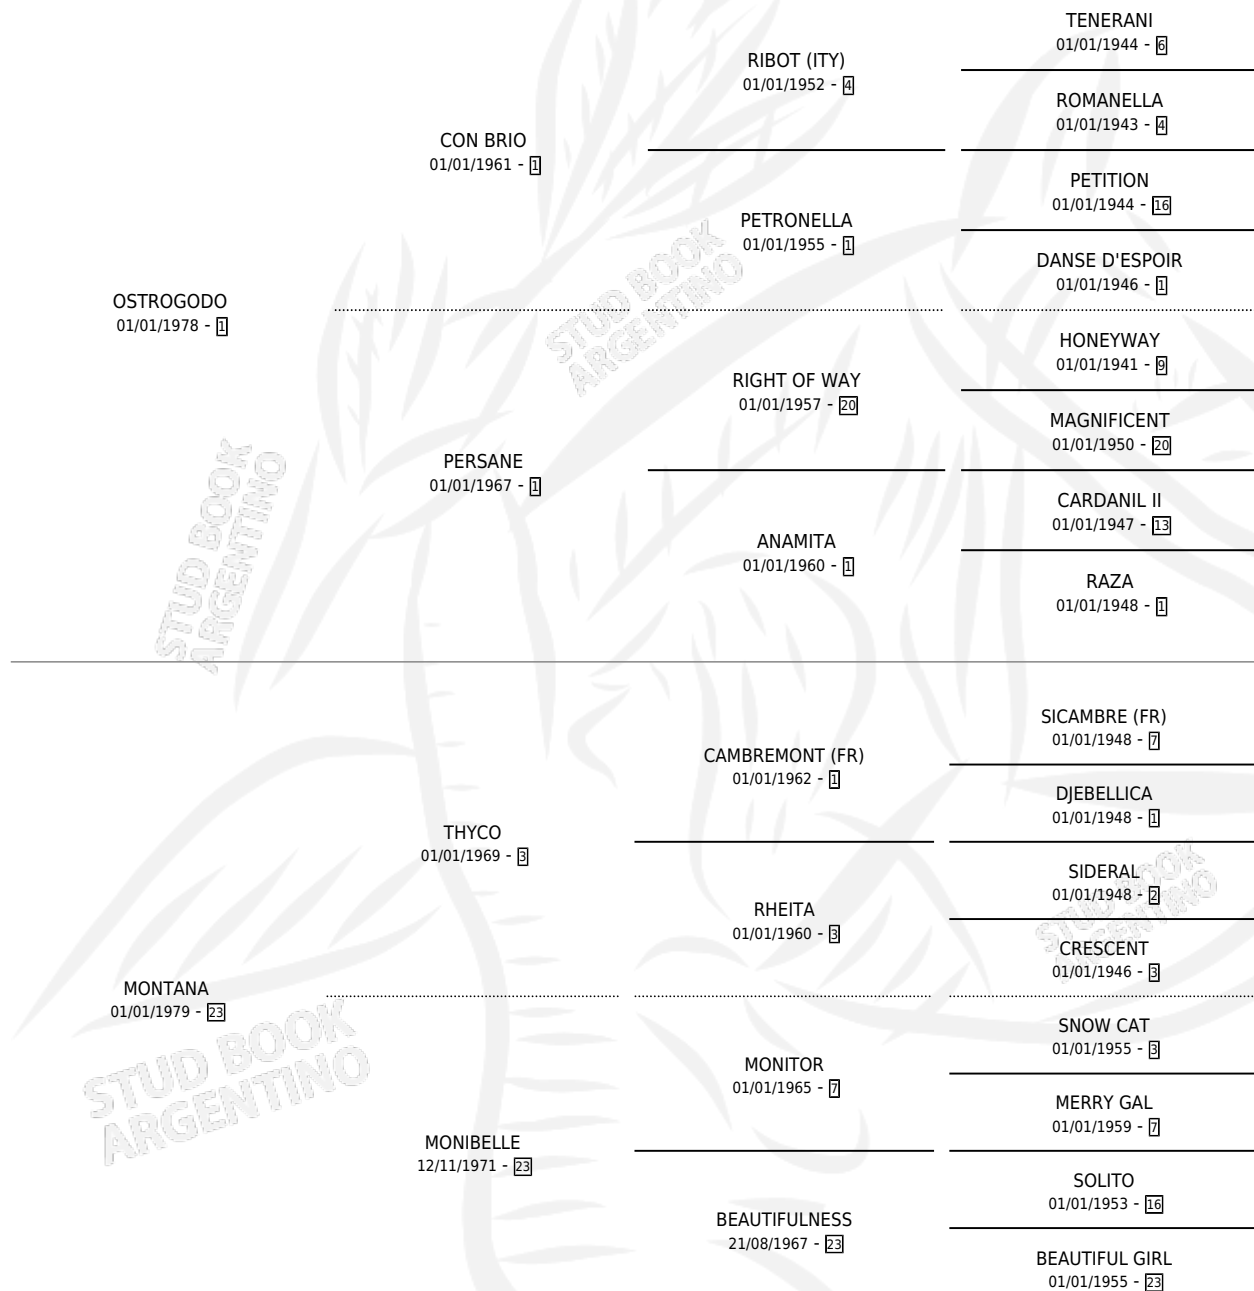 TENERANI
01/01/1944 - 6
RIBOT (ITY)
01/01/1952 - 4
ROMANELLA
01/01/1943 - 4
CON BRIO
01/01/1961 - 1
PETITION
01/01/1944 - 16
PETRONELLA
01/01/1955 - 1
DANSE D'ESPOIR
01/01/1946 - 1
OSTROGODO
01/01/1978 - 1
HONEYWAY
01/01/1941 - 9
RIGHT OF WAY
01/01/1957 - 20
MAGNIFICENT
01/01/1950 - 20
PERSANE
01/01/1967 - 1
CARDANIL II
01/01/1947 - 13
ANAMITA
01/01/1960 - 1
RAZA
01/01/1948 - 1
SICAMBRE (FR)
01/01/1948 - 7
CAMBREMONT (FR)
01/01/1962 - 1
DJEBELLICA
01/01/1948 - 1
THYCO
01/01/1969 - 3
SIDERAL
01/01/1948 - 2
RHEITA
01/01/1960 - 3
CRESCENT
01/01/1946 - 3
MONTANA
01/01/1979 - 23
SNOW CAT
01/01/1955 - 3
MONITOR
01/01/1965 - 7
MERRY GAL
01/01/1959 - 7
MONIBELLE
12/11/1971 - 23
SOLITO
01/01/1953 - 16
BEAUTIFULNESS
21/08/1967 - 23
BEAUTIFUL GIRL
01/01/1955 - 23
STUD BOOK
ARGENTINO
STUD BOOK
ARGENTINO
STUD BOOK
ARGENTINO
STUD BOOK
ARGENTINO